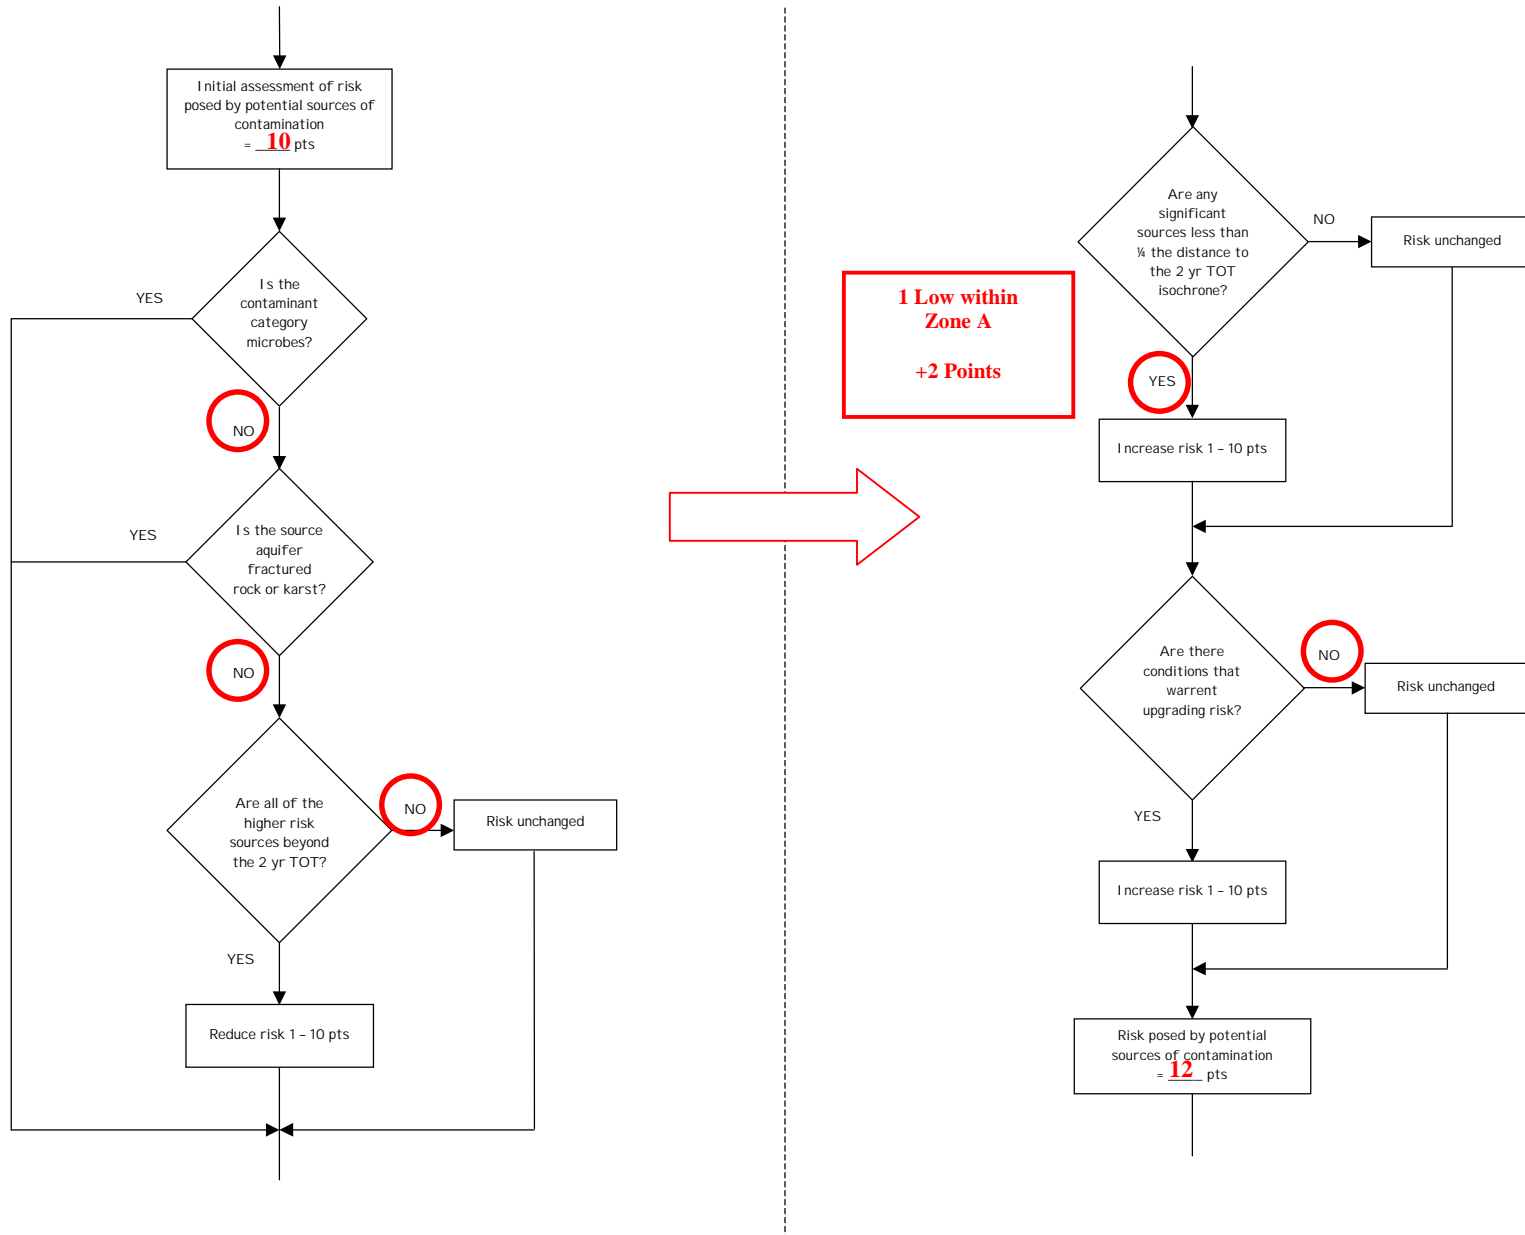 Initial assessment of risk
posed by potential sources of
contamination
= 10 pts
Is the
contaminant
category
microbes?
YES
NO
Is the source
aquifer
fractured
rock or karst?
YES
NO
Are all of the
higher risk
sources beyond
the 2 yr TOT?
NO
Risk unchanged
YES
Reduce risk 1 – 10 pts
Are any
significant
sources less than
¼ the distance to
the 2 yr TOT
isochrone?
NO
Risk unchanged
1 Low within
Zone A
+2 Points
YES
Increase risk 1 – 10 pts
Are there
conditions that
warrent
upgrading risk?
NO
Risk unchanged
YES
Increase risk 1 – 10 pts
Risk posed by potential
sources of contamination
= 12 pts